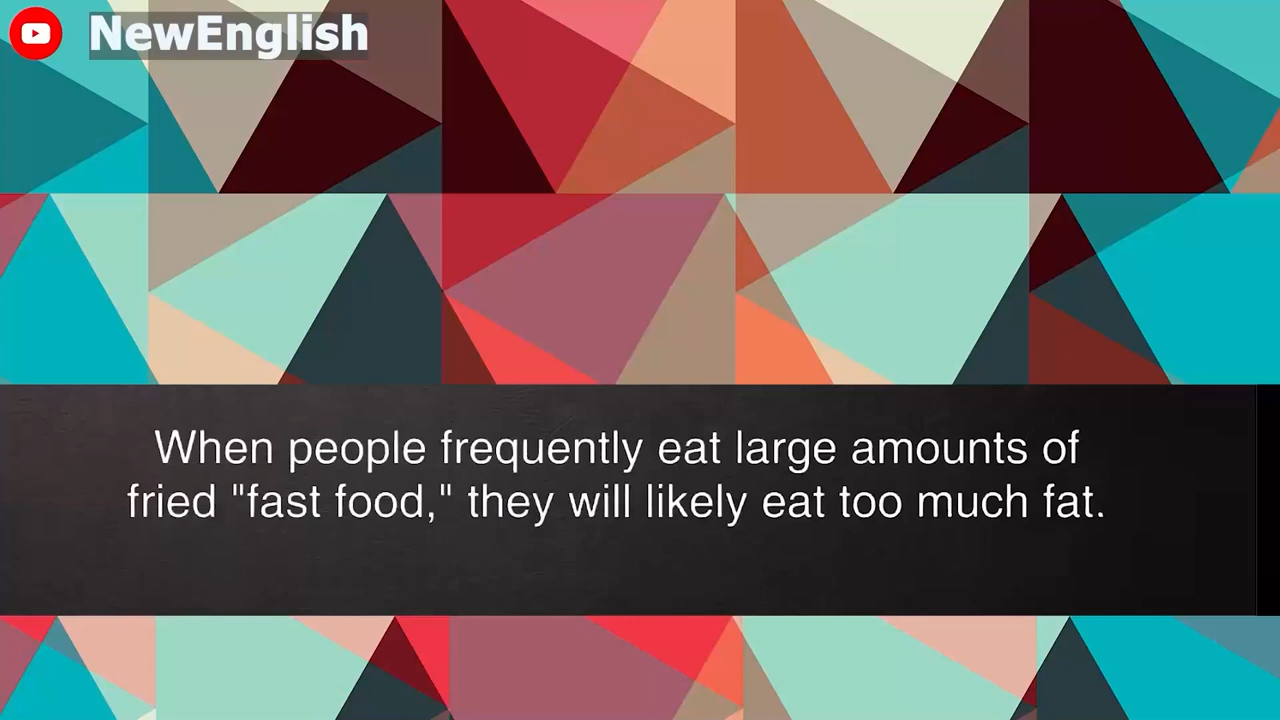 NewEnglish
When people frequently eat large amounts of
fried "fast food," they will likely eat too much fat.